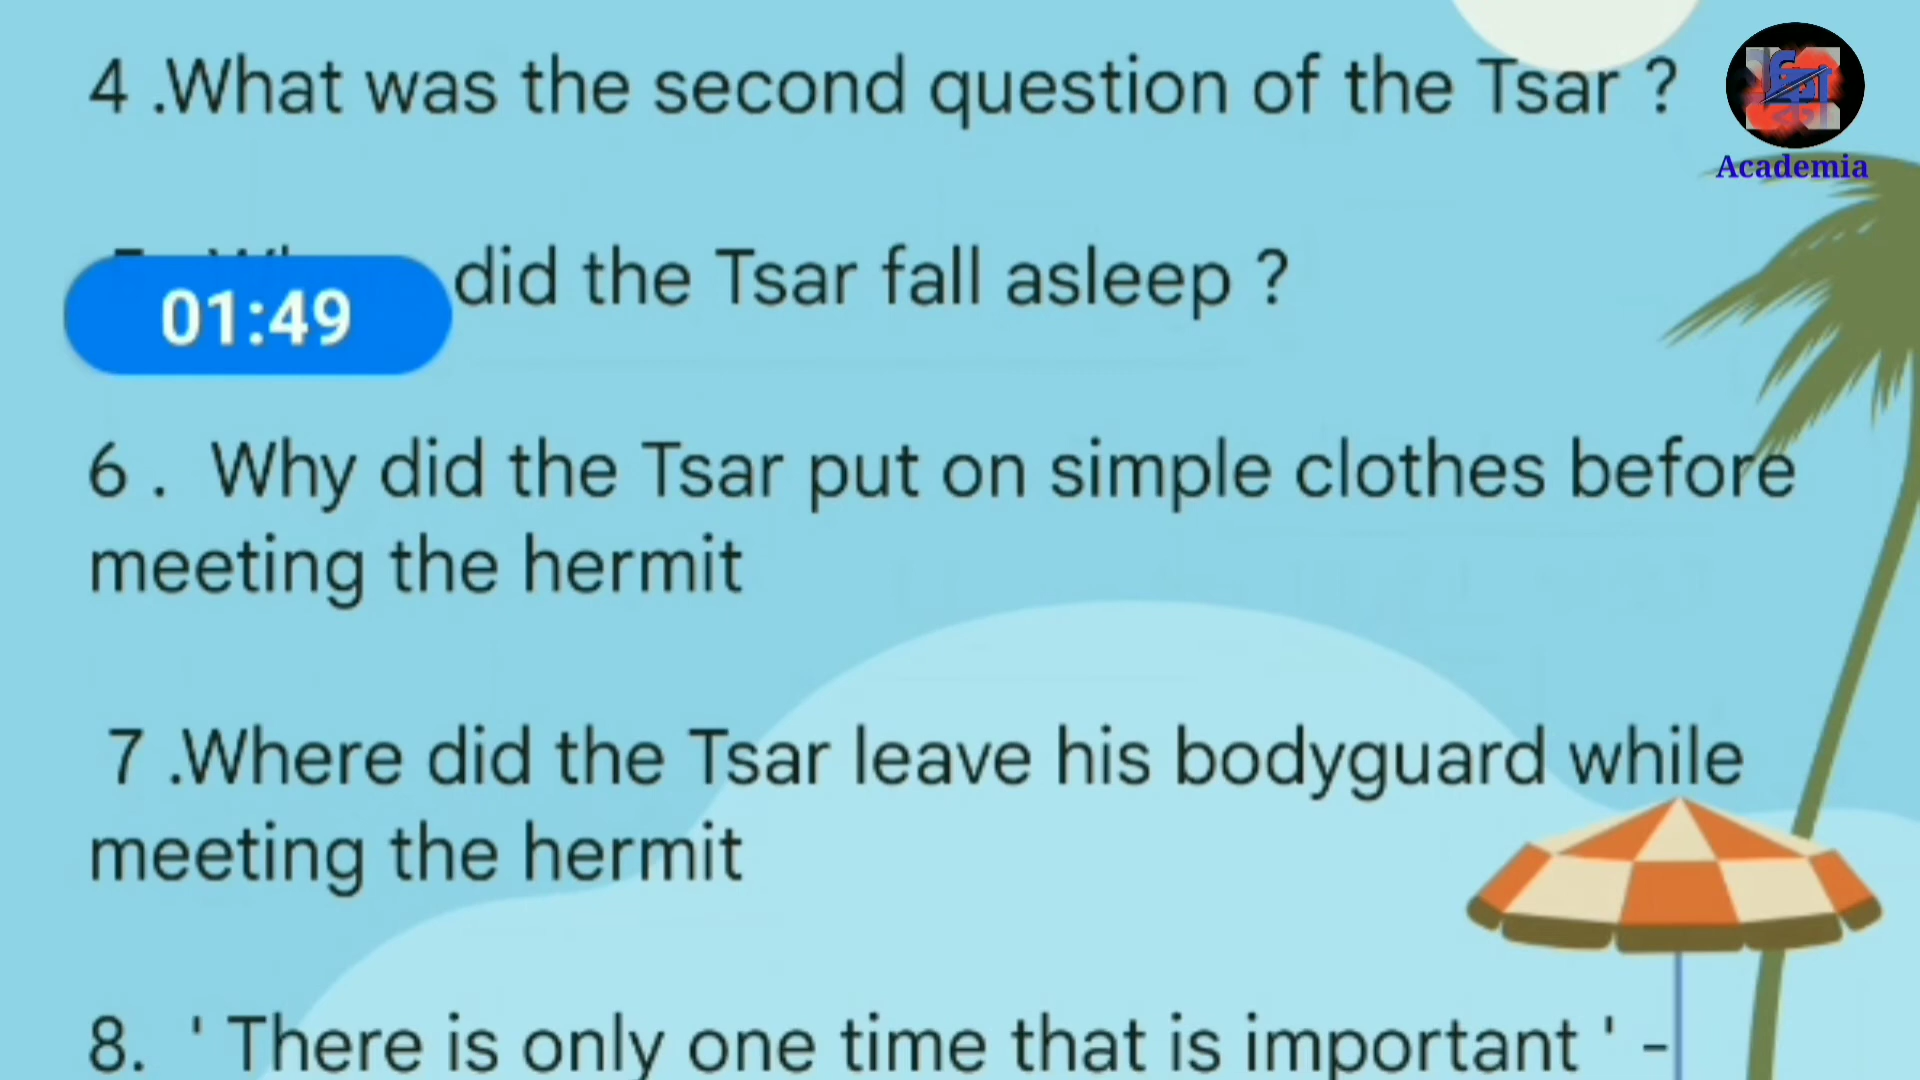 4 .What was the second question of the Tsar ?
Academia
did the Tsar fall asleep ?
01:49
6 . Why did the Tsar put on simple clothes before
meeting the hermit
7 .Where did the Tsar leave his bodyguard while
meeting the hermit
8. ' There is only one time that is important ' -